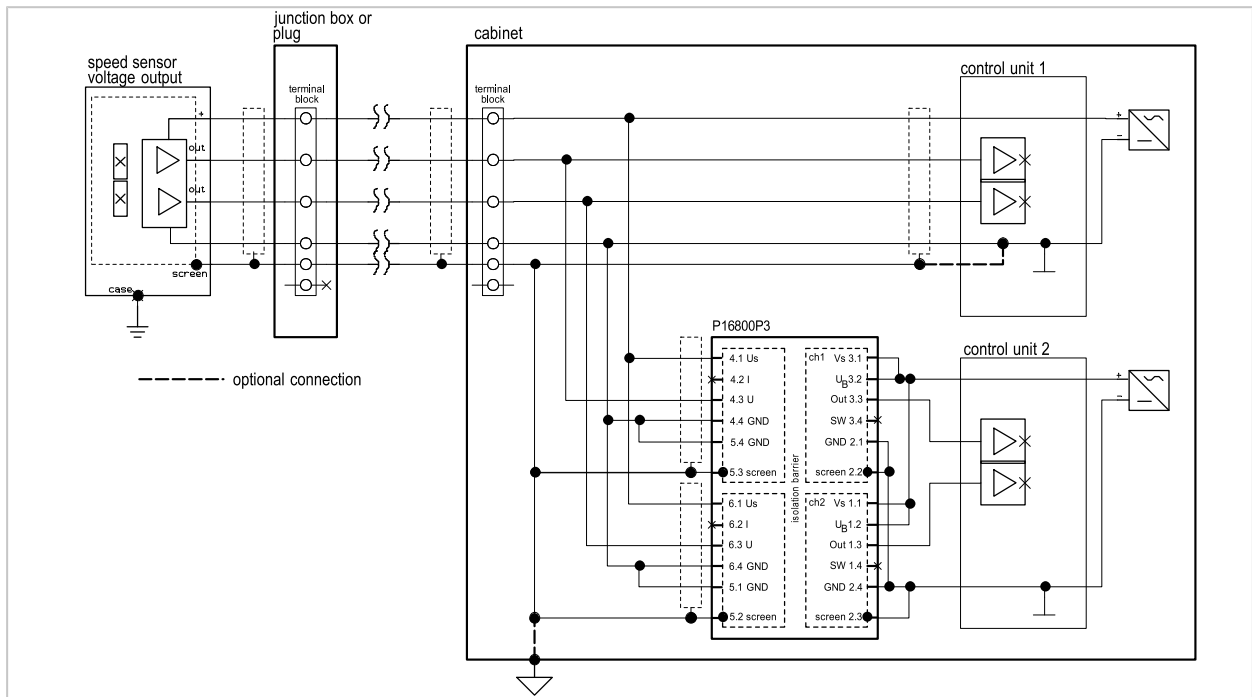 junction box or
plug
cabinet
speed sensor
voltage output
control unit 1
terminal
block
terminal
block
+
out
out
screen
case
+
-
optional connection
P16800P3
control unit 2
4.1 Us
4.2 I
4.3 U
4.4 GND
5.4 GND
5.3 screen
6.1 Us
6.2 I
6.3 U
6.4 GND
5.1 GND
5.2 screen
isolation barrier
ch1
Vs 3.1
UB3.2
Out 3.3
SW 3.4
GND 2.1
screen 2.2
ch2
Vs 1.1
UB1.2
Out 1.3
SW 1.4
GND 2.4
screen 2.3
+
-